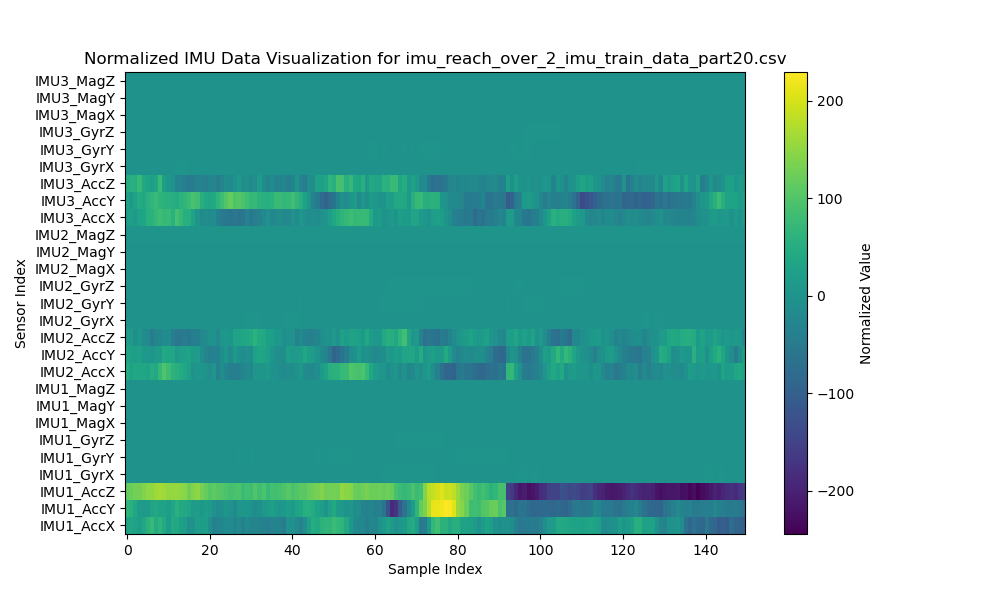 Normalized IMU Data Visualization for imu_reach_over_2_imu_train_data_part20.csv
IMU3_MagZ
IMU3_MagY
IMU3_MagX
IMU3_GyrZ
IMU3_GyrY
IMU3_GyrX
IMU3_AccZ
IMU3_AccY
IMU3_AccX
IMU2_MagZ
IMU2_MagY
IMU2_MagX
IMU2_GyrZ
IMU2_GyrY
IMU2_GyrX
IMU2_AccZ
IMU2_AccY
IMU2_AccX
IMU1_MagZ
IMU1_MagY
IMU1_MagX
IMU1_GyrZ
IMU1_GyrY
IMU1_GyrX
IMU1_AccZ
IMU1_AccY
IMU1_AccX
Sensor Index
0 20 40 60 80 100 120 140
Sample Index
200
100
0
−100
−200
Normalized Value